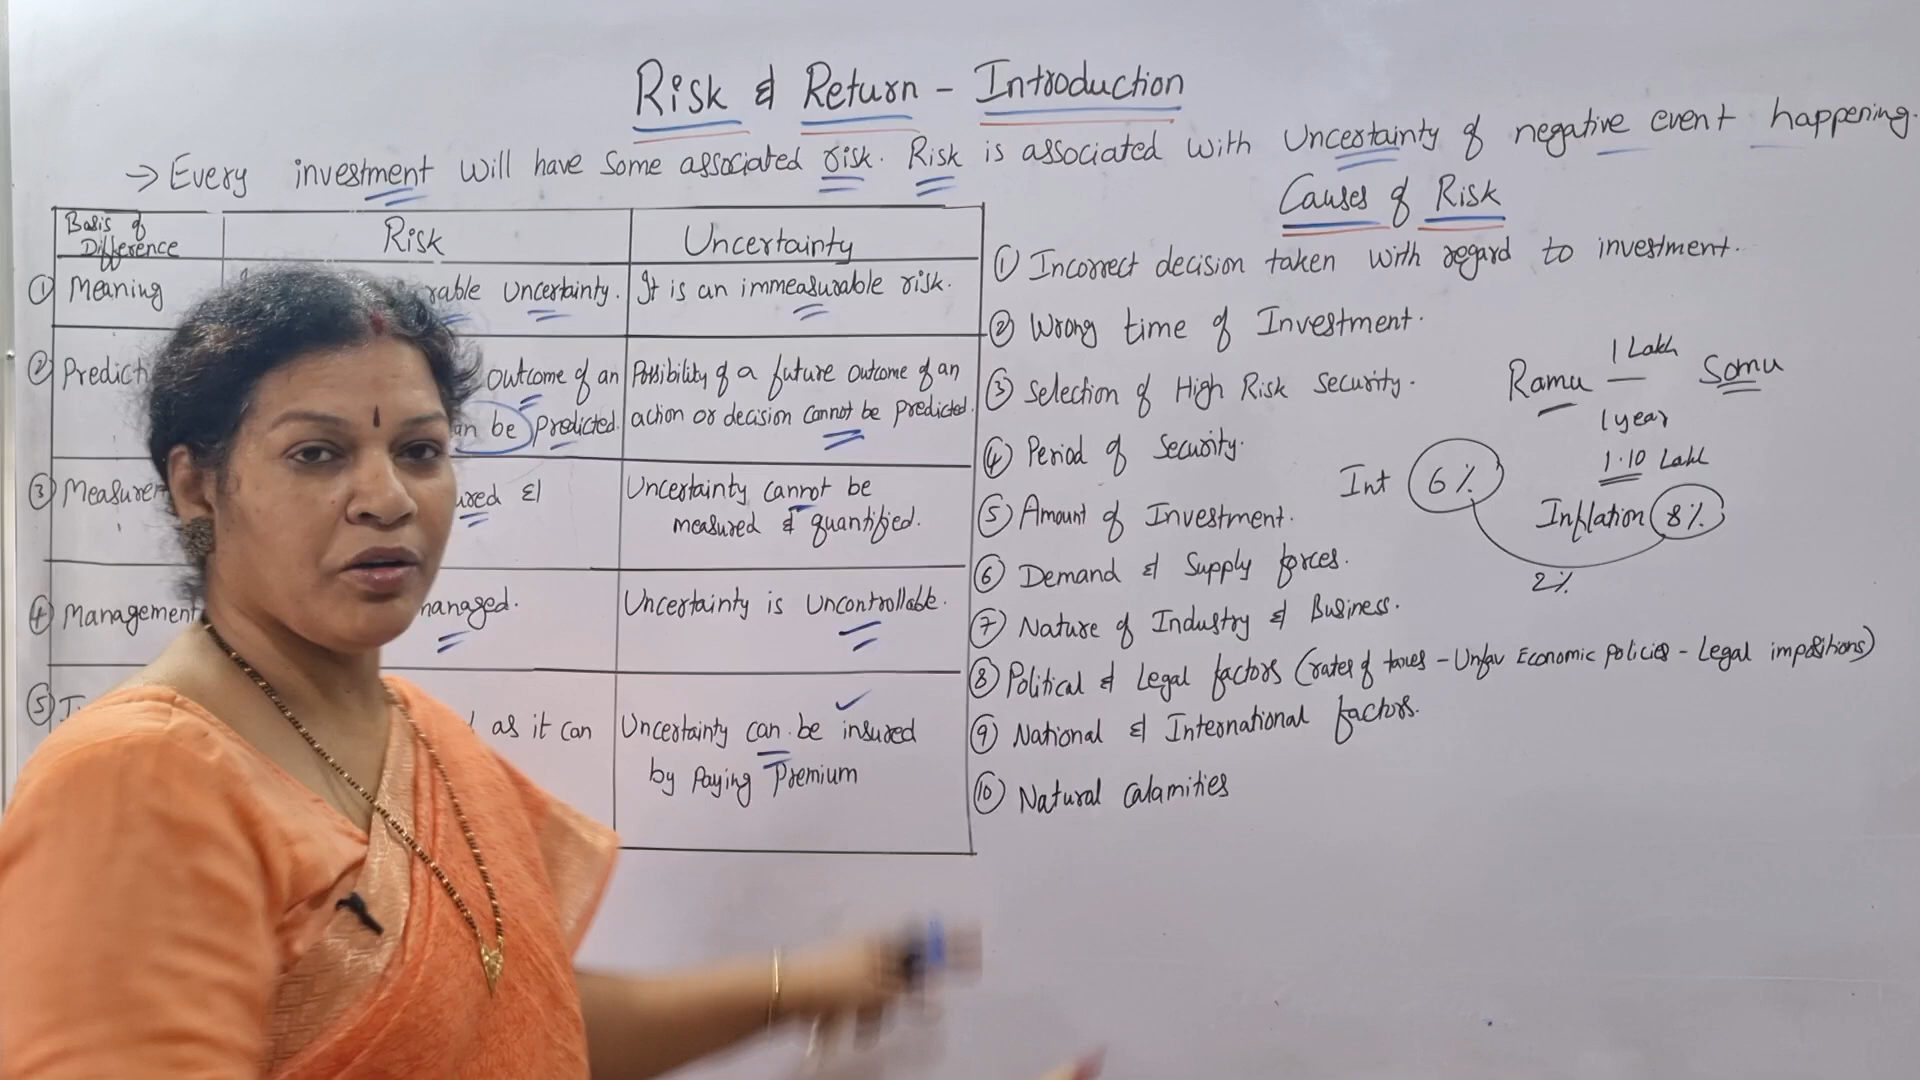 Risk & Return - Introduction
→ Every investment will have some associated risk. Risk is associated with Uncertainty of negative event happening.
Basis of
Difference
Risk
Uncertainty
① Meaning
Uncertainty.
It is an immeasurable risk.
② Predict
outcome of an
be Predicted.
Possibility of a future outcome of an
action or decision cannot be predicted.
③
&
Uncertainty cannot be
measured & quantified.
④ Management
managed.
Uncertainty is Uncontrollable.
⑤
as it can
Uncertainty can be insured
by Paying Premium
Causes of Risk
① Incorrect decision taken with regard to investment.
② Wrong time of Investment.
③ Selection of High Risk Security.
④ Period of Security.
⑤ Amount of Investment.
⑥ Demand & Supply forces.
⑦ Nature of Industry & Business.
⑧ Political & Legal factors (rates of taxes - Unfav Economic policies - Legal impositions)
⑨ National & International factors.
⑩ Natural calamities
Ramu 1 Lakh Somu
1 year
1.10 Lakh
Int 6%
Inflation 8%
2%